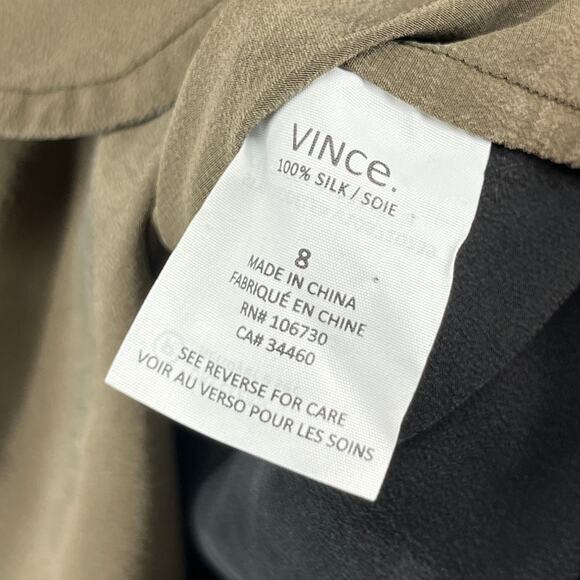 VINCe.
100% SILK / SOIE
8
MADE IN CHINA
FABRIQUÉ EN CHINE
RN# 106730
CA# 34460
SEE REVERSE FOR CARE
VOIR AU VERSO POUR LES SOINS